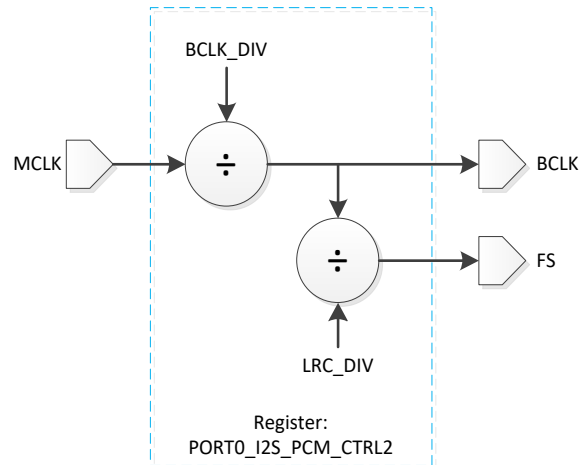 BCLK_DIV
MCLK
÷
BCLK
÷
FS
LRC_DIV
Register:
PORT0_I2S_PCM_CTRL2